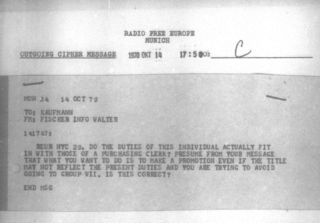 RADIO FREE EUROPE
MUNICH
OUTGOING CIPHER MESSAGE
OCT 14
17:50
C
MUN 34 14 OCT 72
TO: KAUFMANN
FM: FISCHER INFO WALTER
141747:
REUR NYC 22, DO THE DUTIES OF THIS INDIVIDUAL ACTUALLY FIT
IN WITH THOSE OF A PURCHASING CLERK? PRESUME FROM YOUR MESSAGE
THAT WHAT YOU WANT TO DO IS TO MAKE A PROMOTION EVEN IF THE TITLE
MAY NOT REFLECT THE PRESENT DUTIES AND YOU ARE TRYING TO AVOID
GOING TO GROUP VII, IS THIS CORRECT?
END MSG